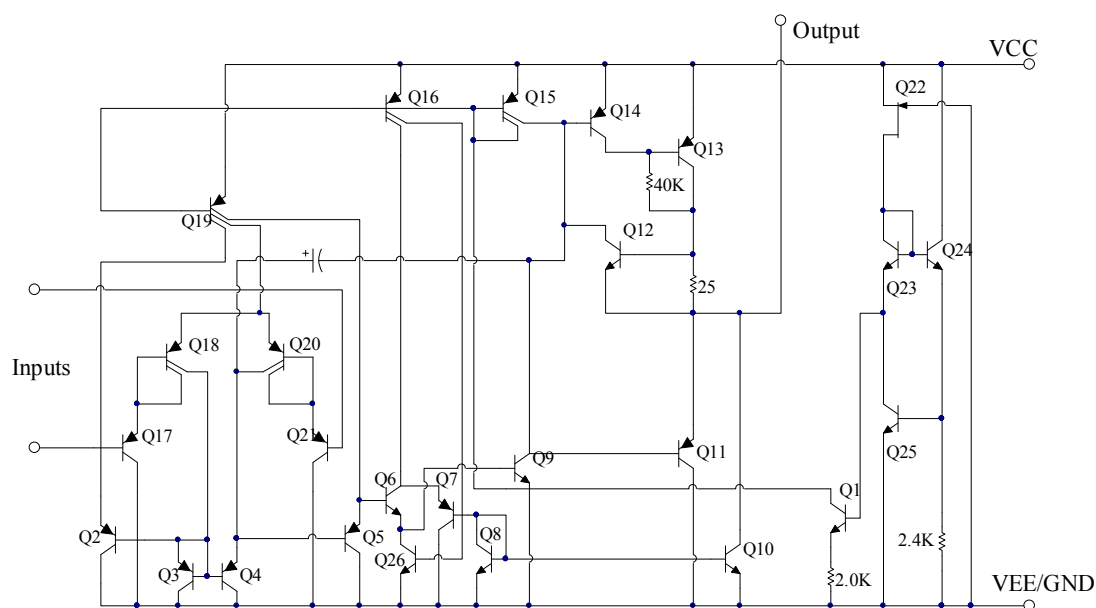 Output
VCC
Q16
Q15
Q14
Q22
Q13
40K
Q19
Q12
Q24
+
25
Q23
Q18
Q20
Inputs
Q17
Q21
Q11
Q25
Q6
Q7
Q9
Q1
Q2
Q5
Q8
Q3
Q4
Q26
Q10
2.4K
2.0K
VEE/GND